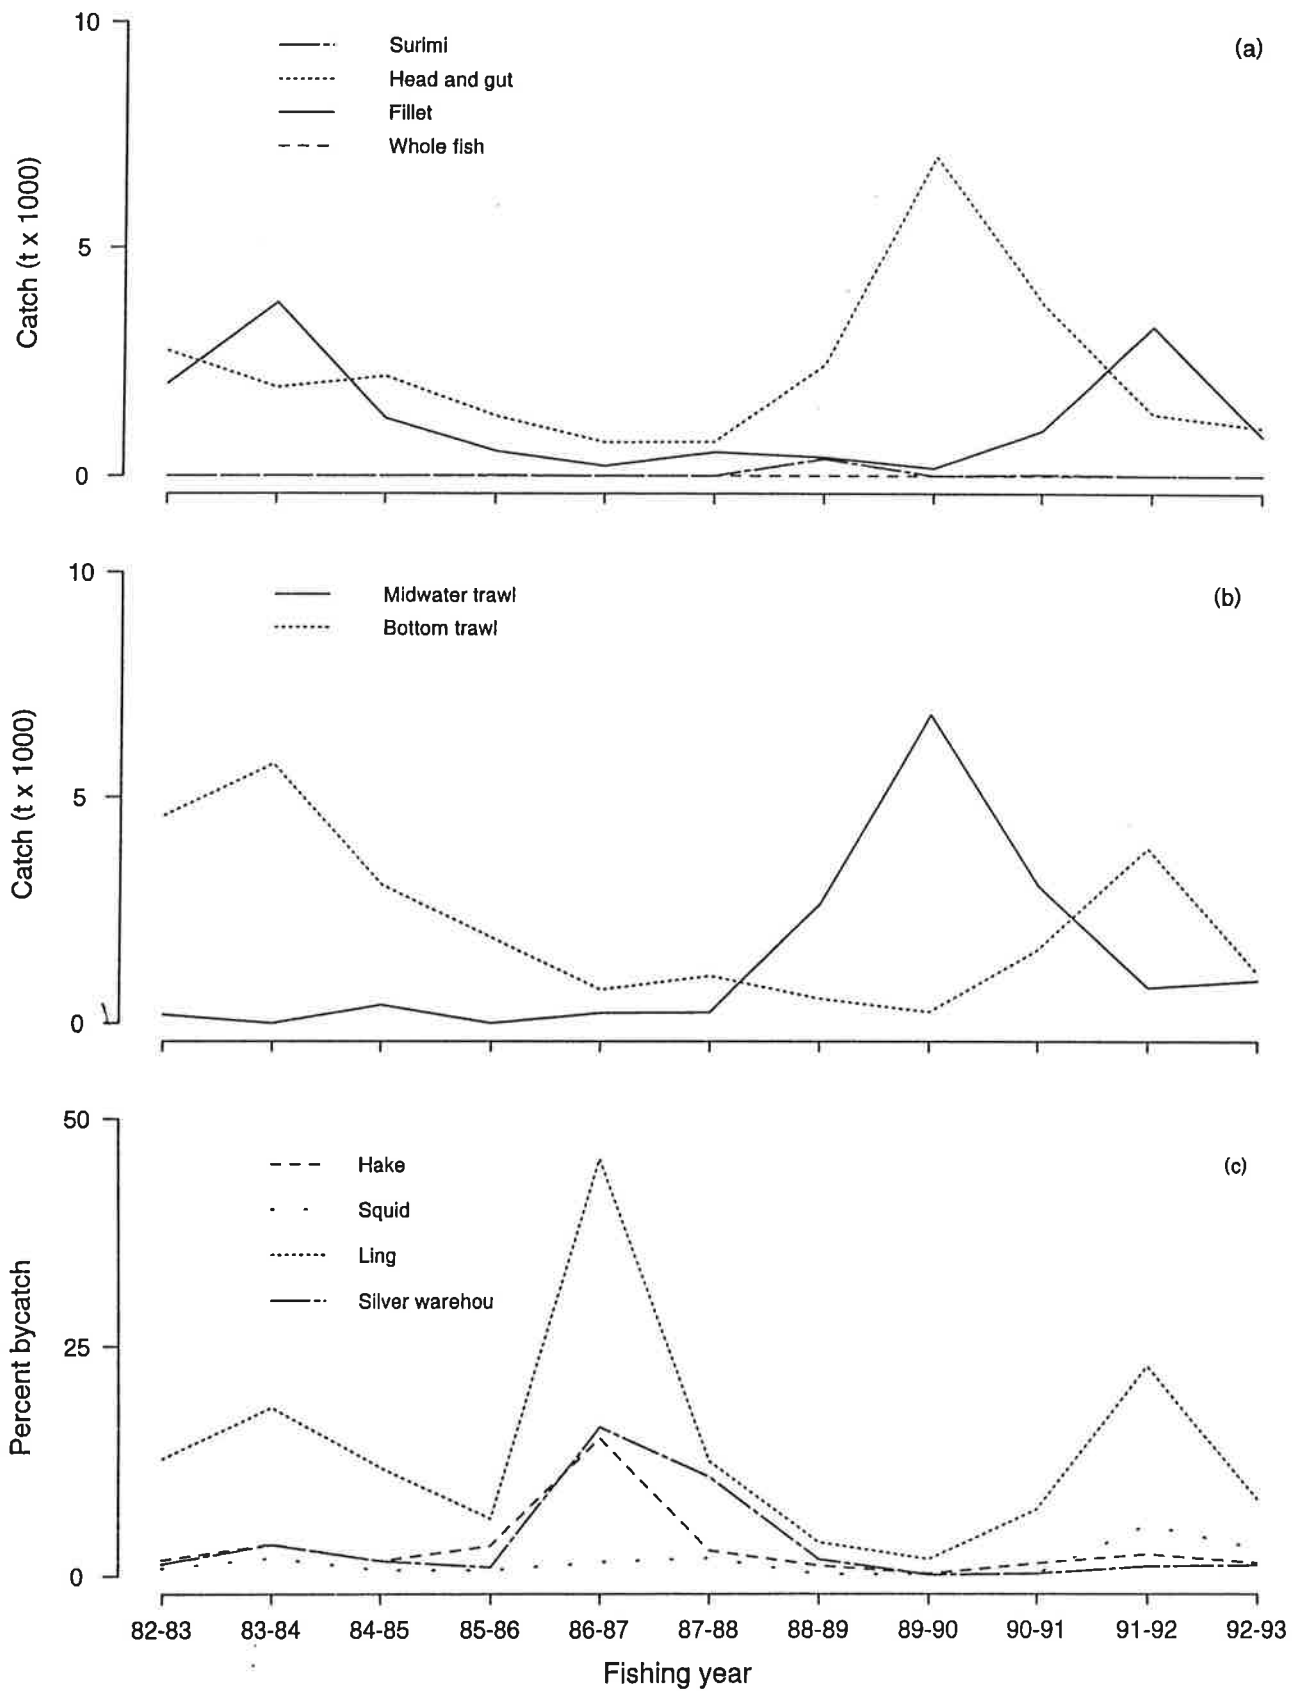 10
(a)
Surimi
Head and gut
Fillet
Whole fish
Catch (t x 1000)
5
0
10
(b)
Midwater trawl
Bottom trawl
Catch (t x 1000)
5
0
50
(c)
Hake
Squid
Ling
Silver warehou
Percent bycatch
25
0
82-83 83-84 84-85 85-86 86-87 87-88 88-89 89-90 90-91 91-92 92-93
Fishing year